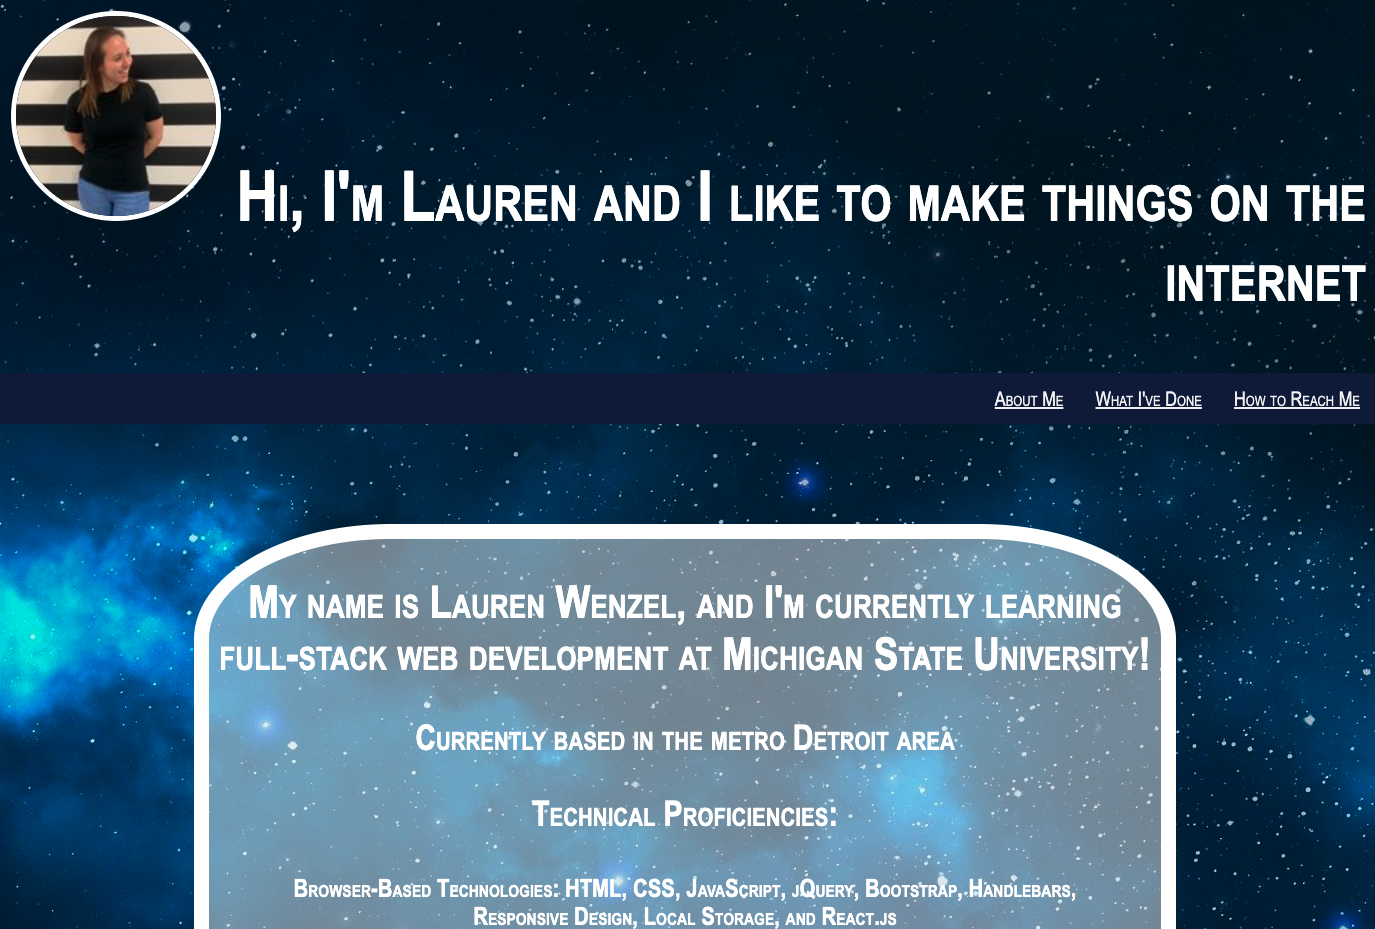 Hi, I'm Lauren and I like to make things on the
internet
About Me What I've Done How to Reach Me
My name is Lauren Wenzel, and I'm currently learning
full-stack web development at Michigan State University!
Currently based in the metro Detroit area
Technical Proficiencies:
Browser-Based Technologies: HTML, CSS, JavaScript, jQuery, Bootstrap, Handlebars,
Responsive Design, Local Storage, and React.js